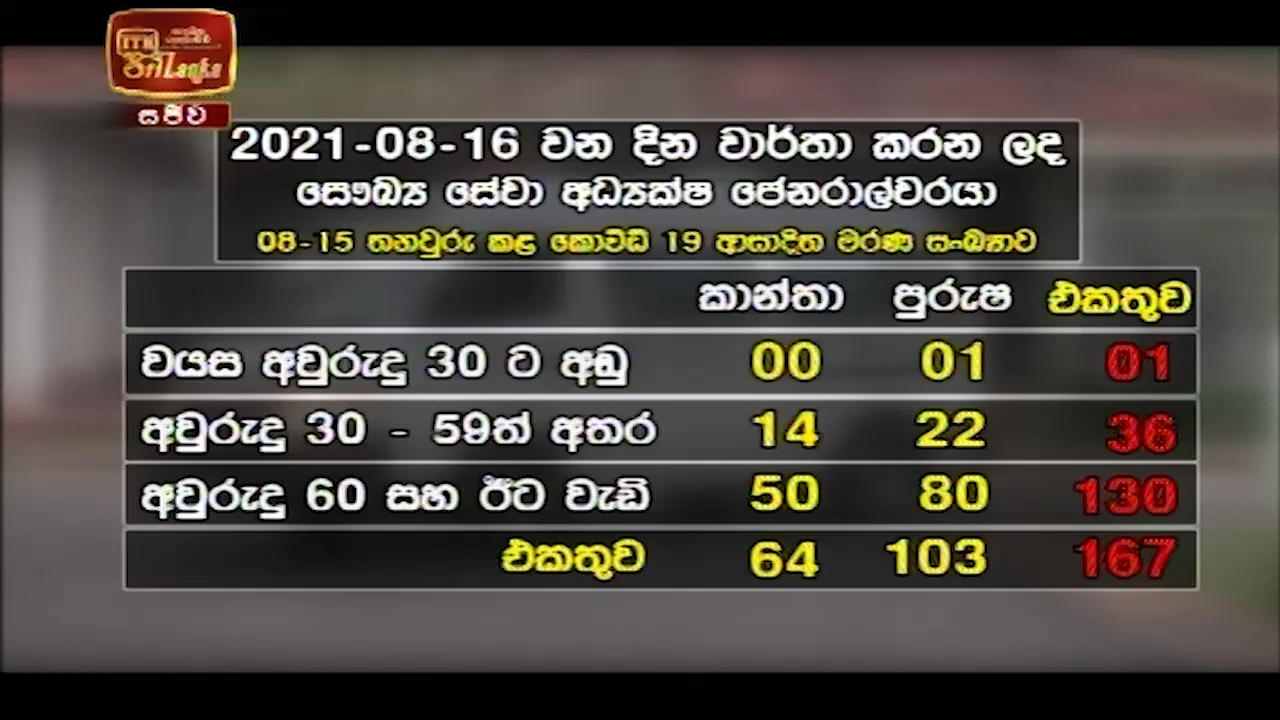 ITN
Sri Lanka
සජීව
2021-08-16 වන දින වාර්තා කරන ලද
සෞඛ්‍ය සේවා අධ්‍යක්ෂ ජෙනරාල්වරයා
08-15 තහවුරු කළ කොවිඩ් 19 ආසාදිත මරණ සංඛ්‍යාව
කාන්තා පුරුෂ එකතුව
වයස අවුරුදු 30 ට අඩු 00 01 01
අවුරුදු 30 - 59ත් අතර 14 22 36
අවුරුදු 60 සහ ඊට වැඩි 50 80 130
එකතුව 64 103 167